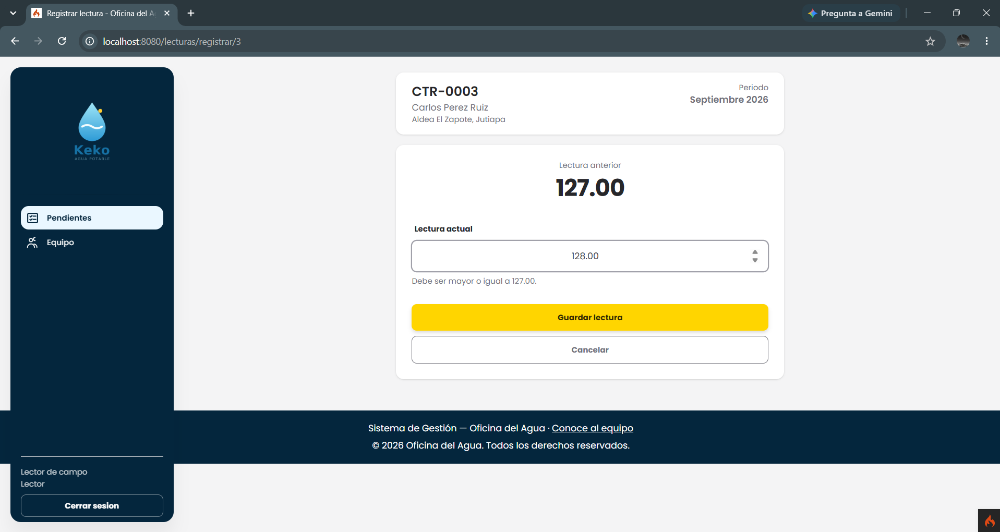 Registrar lectura - Oficina del A
Pregunta a Gemini
localhost:8080/lecturas/registrar/3
Keko
AGUA POTABLE
Pendientes
Equipo
CTR-0003
Carlos Perez Ruiz
Aldea El Zapote, Jutiapa
Periodo
Septiembre 2026
Lectura anterior
127.00
Lectura actual
128.00
Debe ser mayor o igual a 127.00.
Guardar lectura
Cancelar
Sistema de Gestión — Oficina del Agua · Conoce al equipo
© 2026 Oficina del Agua. Todos los derechos reservados.
Lector de campo
Lector
Cerrar sesion